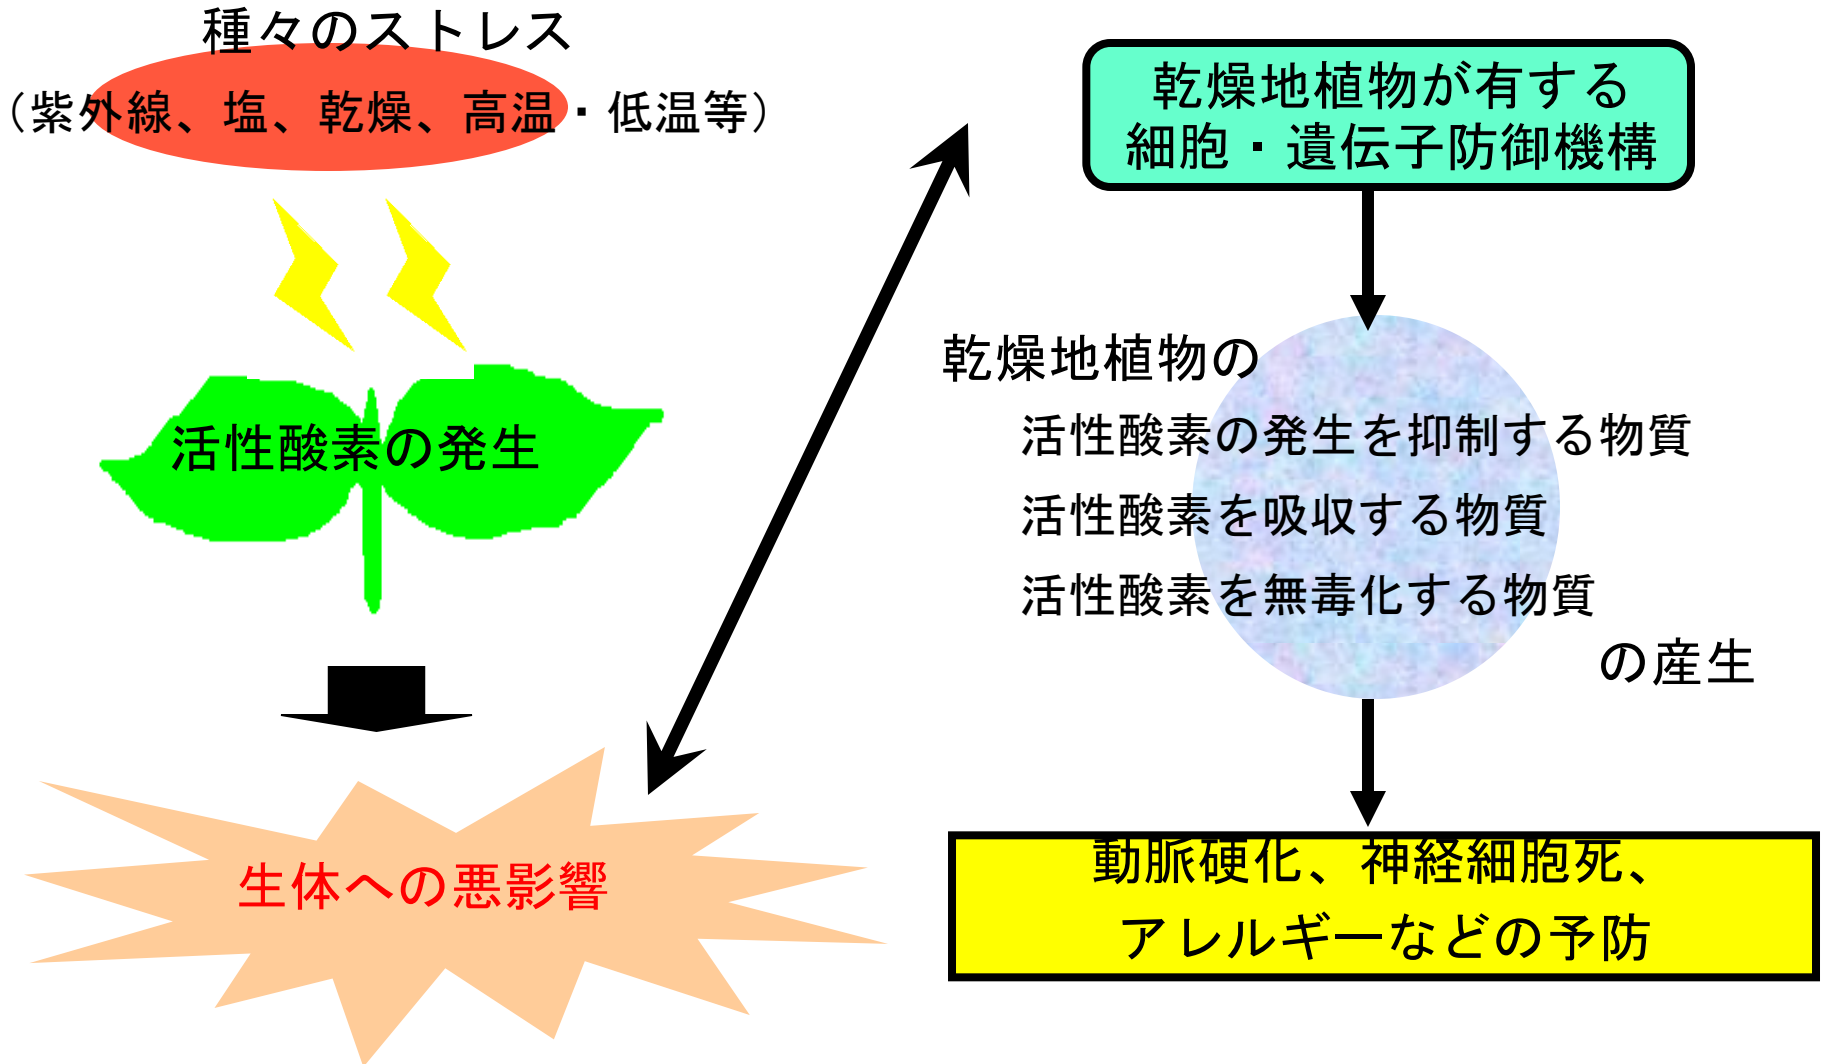 種々のストレス
（紫外線、塩、乾燥、高温・低温等）
活性酸素の発生
生体への悪影響
乾燥地植物が有する
細胞・遺伝子防御機構
乾燥地植物の
活性酸素の発生を抑制する物質
活性酸素を吸収する物質
活性酸素を無毒化する物質
の産生
動脈硬化、神経細胞死、
アレルギーなどの予防